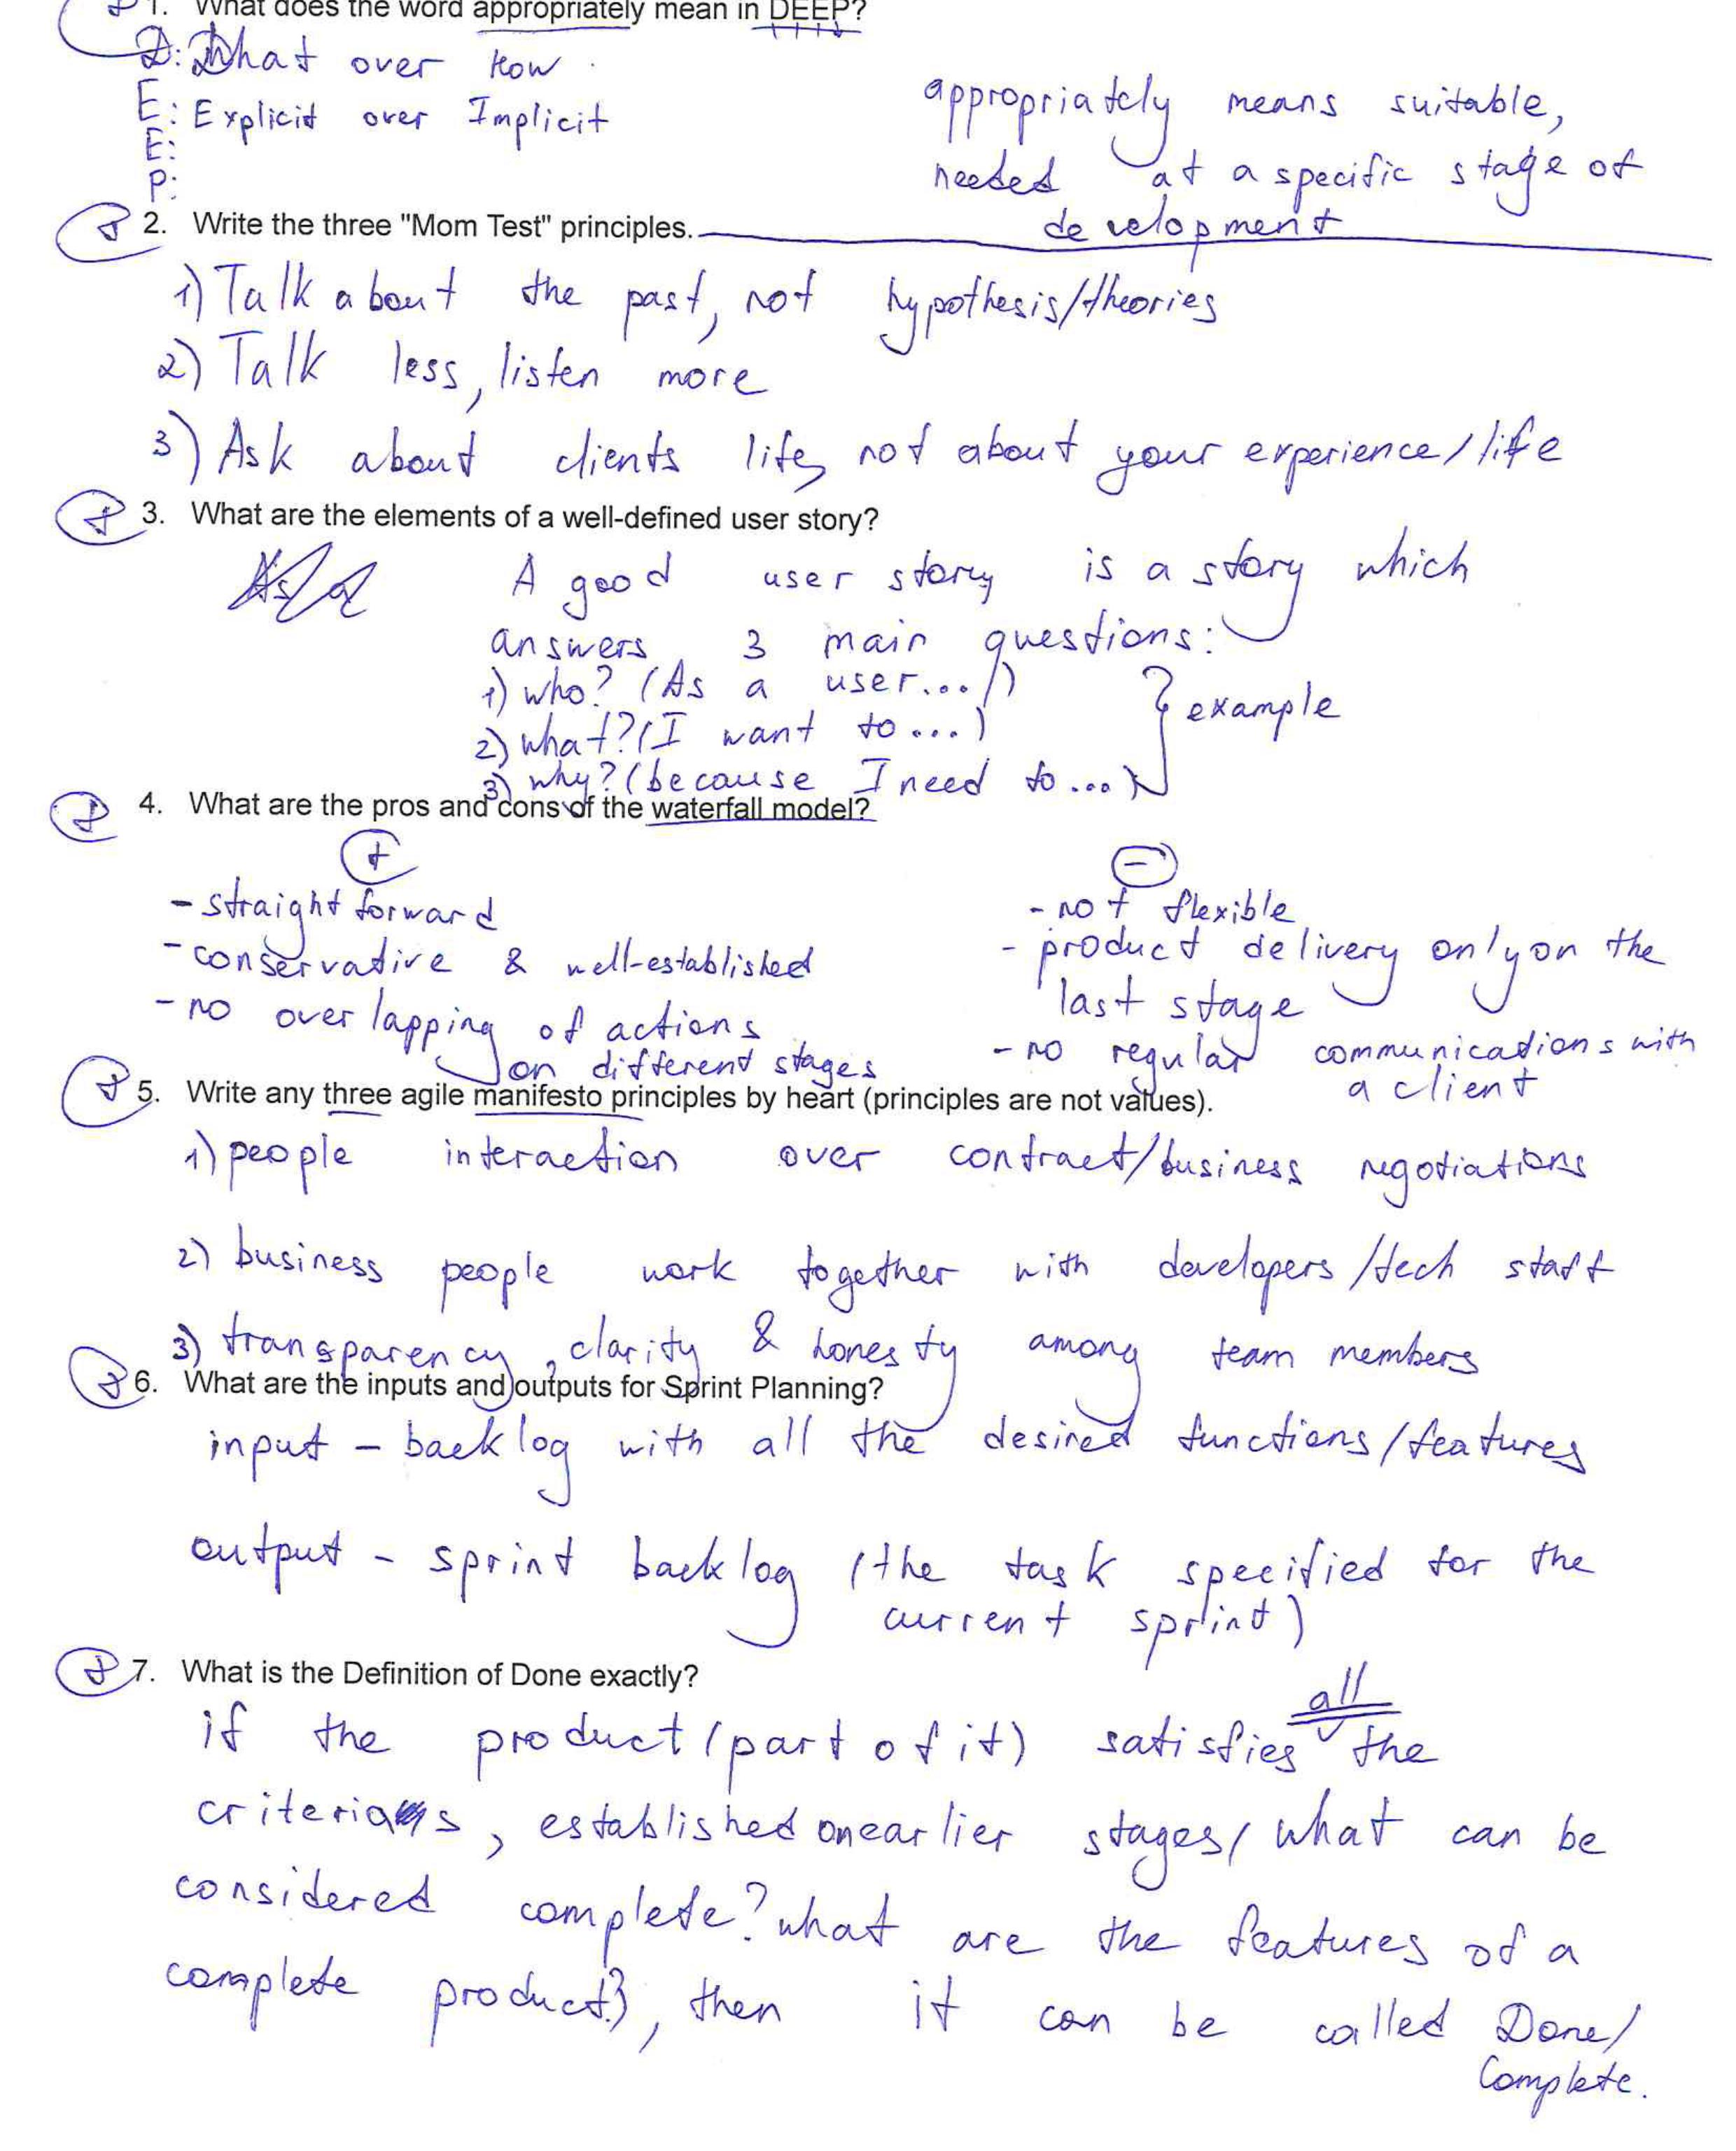 1. What does the word appropriately mean in DEEP?
D: What over How
E: Explicit over Implicit
E:
P:
appropriately means suitable,
needed at a specific stage of
development
2. Write the three "Mom Test" principles.
1) Talk about the past, not hypothesis/theories
2) Talk less, listen more
3) Ask about clients life, not about your experience/life
3. What are the elements of a well-defined user story?
A good user story is a story which
answers 3 main questions:
1) who? (As a user...)
2) what? (I want to...)
3) why? (because I need to...)
} example
4. What are the pros and cons of the waterfall model?
+
- straight forward
- conservative & well-established
- no overlapping of actions
on different stages
-
- not flexible
- product delivery only on the
last stage
- no regular communications with
a client
5. Write any three agile manifesto principles by heart (principles are not values).
1) people interaction over contract/business negotiations
2) business people work together with developers/tech staff
3) transparency, clarity & honesty among team members
6. What are the inputs and outputs for Sprint Planning?
input - backlog with all the desired functions/features
output - sprint backlog (the task specified for the
current sprint)
7. What is the Definition of Done exactly?
if the product (part of it) satisfies all the
criterias, established on earlier stages (what can be
considered complete? what are the features of a
complete product?), then it can be called Done/
Complete.